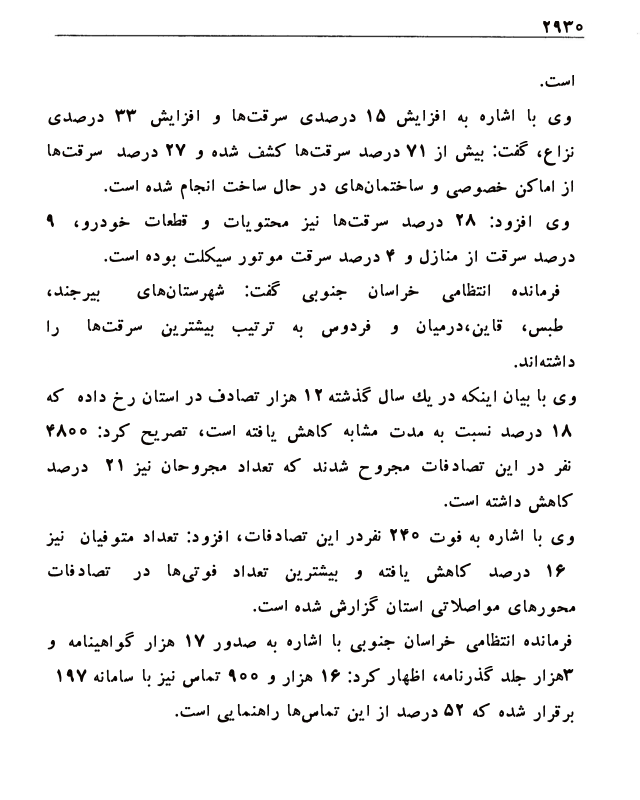 ۲۹۳۰
است.
وی با اشاره به افزایش ۱۵ درصدی سرقت‌ها و افزایش ۳۳ درصدی
نزاع، گفت: بیش از ۷۱ درصد سرقت‌ها کشف شده و ۲۷ درصد سرقت‌ها
از اماکن خصوصی و ساختمان‌های در حال ساخت انجام شده است.
وی افزود: ۲۸ درصد سرقت‌ها نیز محتویات و قطعات خودرو، ۹
درصد سرقت از منازل و ۴ درصد سرقت موتور سیکلت بوده است.
فرمانده انتظامی خراسان جنوبی گفت: شهرستان‌های بیرجند،
طبس، قاین،درمیان و فردوس به ترتیب بیشترین سرقت‌ها را
داشته‌اند.
وی با بیان اینکه در یك سال گذشته ۱۲ هزار تصادف در استان رخ داده که
۱۸ درصد نسبت به مدت مشابه کاهش یافته است، تصریح کرد: ۴۸۰۰
نفر در این تصادفات مجروح شدند که تعداد مجروحان نیز ۲۱ درصد
کاهش داشته است.
وی با اشاره به فوت ۲۴۰ نفردر این تصادفات، افزود: تعداد متوفیان نیز
۱۶ درصد کاهش یافته و بیشترین تعداد فوتی‌ها در تصادفات
محورهای مواصلاتی استان گزارش شده است.
فرمانده انتظامی خراسان جنوبی با اشاره به صدور ۱۷ هزار گواهینامه و
۳هزار جلد گذرنامه، اظهار کرد: ۱۶ هزار و ۹۰۰ تماس نیز با سامانه ۱۹۷
برقرار شده که ۵۲ درصد از این تماس‌ها راهنمایی است.